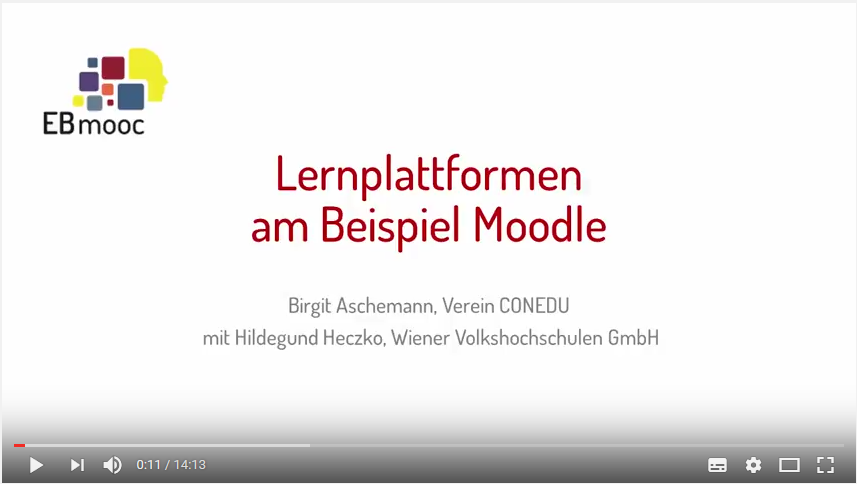 EBmooc
Lernplattformen
am Beispiel Moodle
Birgit Aschemann, Verein CONEDU
mit Hildegund Heczko, Wiener Volkshochschulen GmbH
0:11 / 14:13